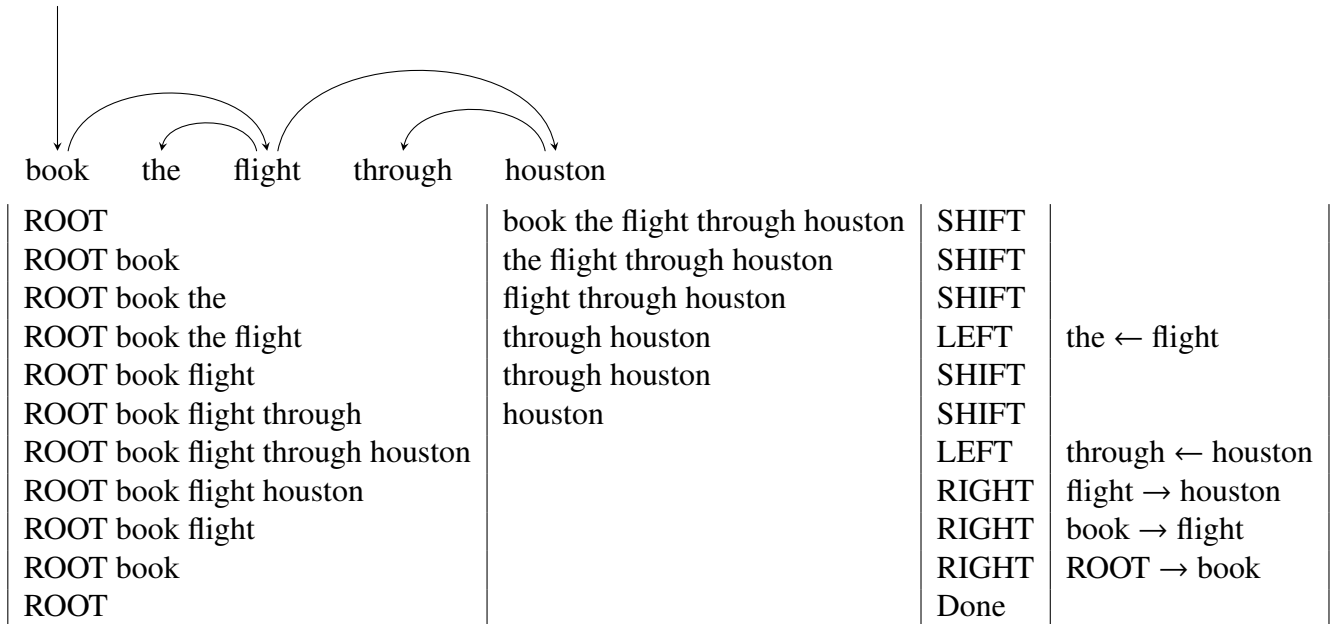 book the flight through houston
ROOT book the flight through houston SHIFT
ROOT book the flight through houston SHIFT
ROOT book the flight through houston SHIFT
ROOT book the flight through houston LEFT the ← flight
ROOT book flight through houston SHIFT
ROOT book flight through houston SHIFT
ROOT book flight through houston LEFT through ← houston
ROOT book flight houston RIGHT flight → houston
ROOT book flight RIGHT book → flight
ROOT book RIGHT ROOT → book
ROOT Done